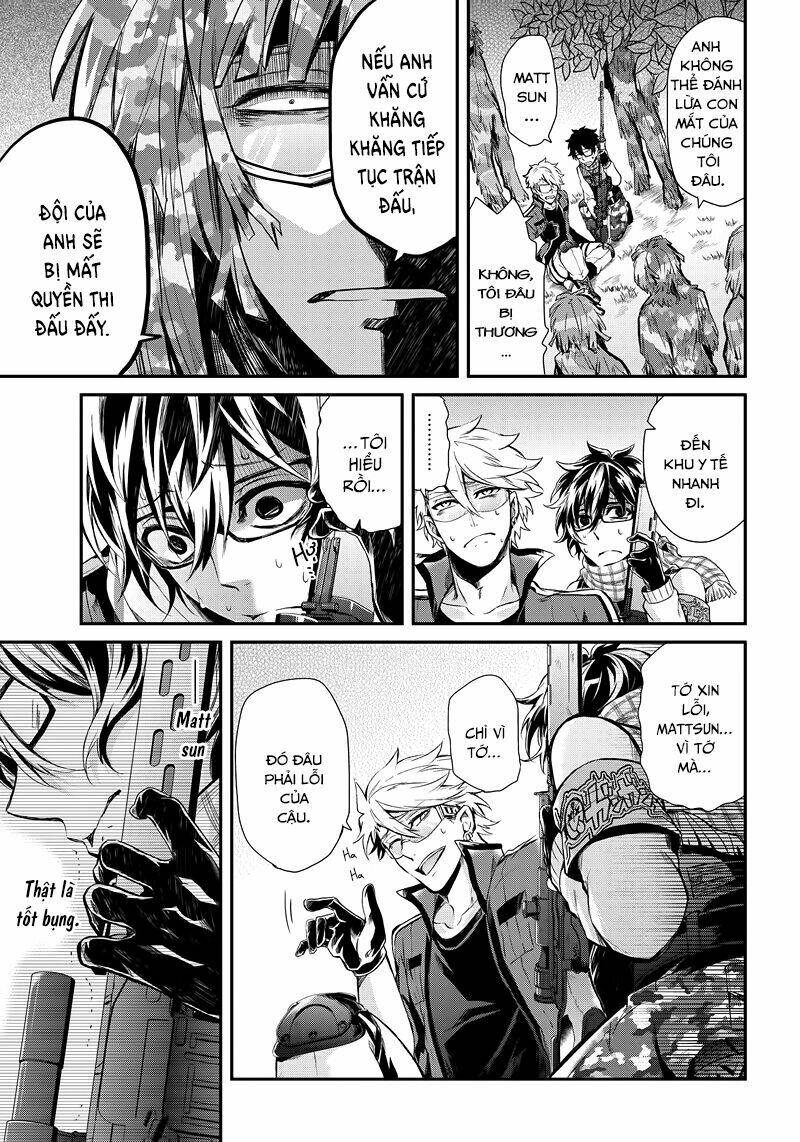 ANH
KHÔNG
THỂ ĐÁNH
LỪA CON
MẮT CỦA
CHÚNG
TÔI
ĐÂU.
MATT
SUN
...
KHÔNG,
TÔI ĐÂU
BỊ
THƯƠNG
...
NẾU ANH
VẪN CỨ
KHĂNG
KHĂNG TIẾP
TỤC TRẬN
ĐẤU,
ĐỘI CỦA
ANH SẼ
BỊ MẤT
QUYỀN THI
ĐẤU ĐẤY.
ĐẾN
KHU Y TẾ
NHANH
ĐI.
.........
...TÔI
HIỂU
RỒI...
TỚ XIN
LỖI,
MATTSUN...
VÌ TỚ
MÀ...
CHỈ VÌ
TỚ...
ĐÓ ĐÂU
PHẢI LỖI
CỦA
CẬU.
Ha
Ha
Matt
sun
Thật là
tốt bụng.